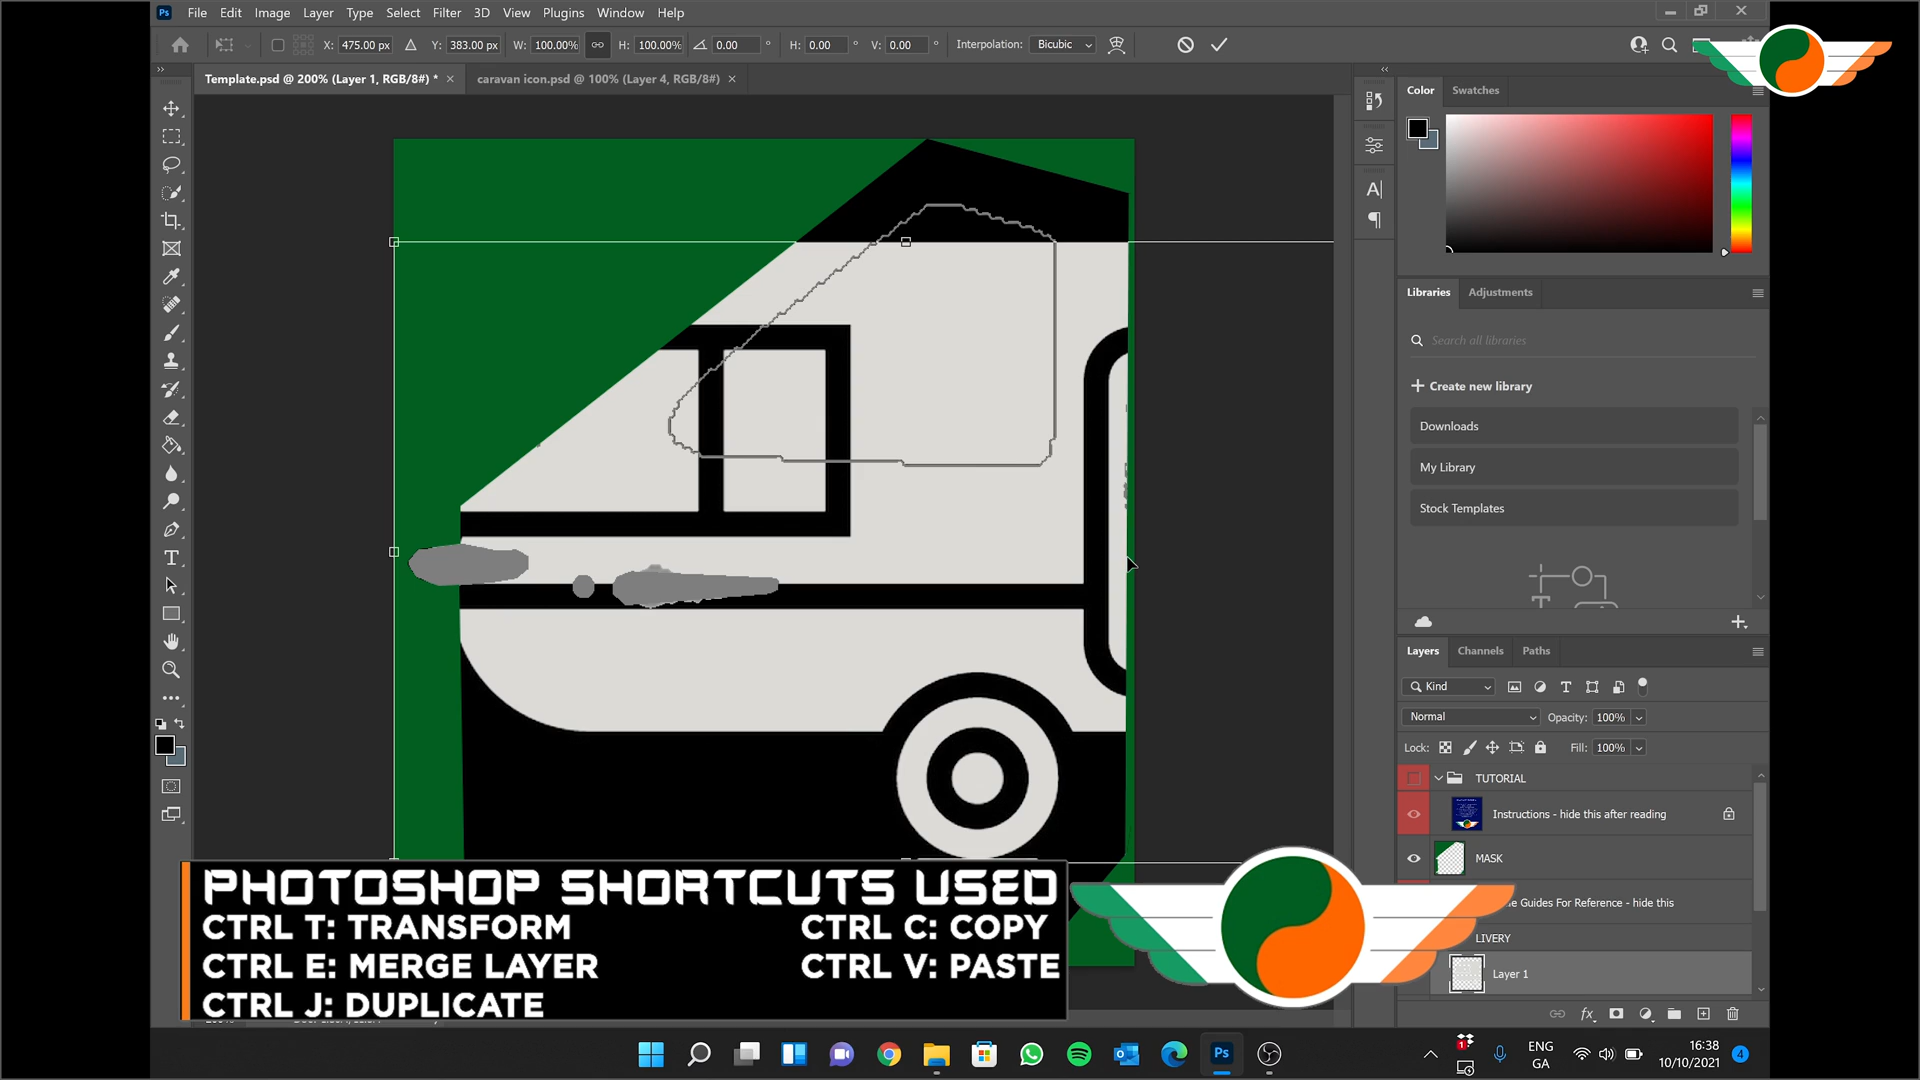 Ps File Edit Image Layer Type Select Filter 3D View Plugins Window Help
X: 475.00 px Y: 383.00 px W: 100.00% H: 100.00% 0.00 ° H: 0.00 ° V: 0.00 ° Interpolation: Bicubic
Template.psd @ 200% (Layer 1, RGB/8#) * × caravan icon.psd @ 100% (Layer 4, RGB/8#) ×
Color Swatches
Libraries Adjustments
Search all libraries
+ Create new library
Downloads
My Library
Stock Templates
Layers Channels Paths
Kind
Normal Opacity: 100%
Lock: Fill: 100%
TUTORIAL
Instructions - hide this after reading
MASK
Guides For Reference - hide this
LIVERY
Layer 1
PHOTOSHOP SHORTCUTS USED
CTRL T: TRANSFORM CTRL C: COPY
CTRL E: MERGE LAYER CTRL V: PASTE
CTRL J: DUPLICATE
Ps
ENG
GA
16:38
10/10/2021
4